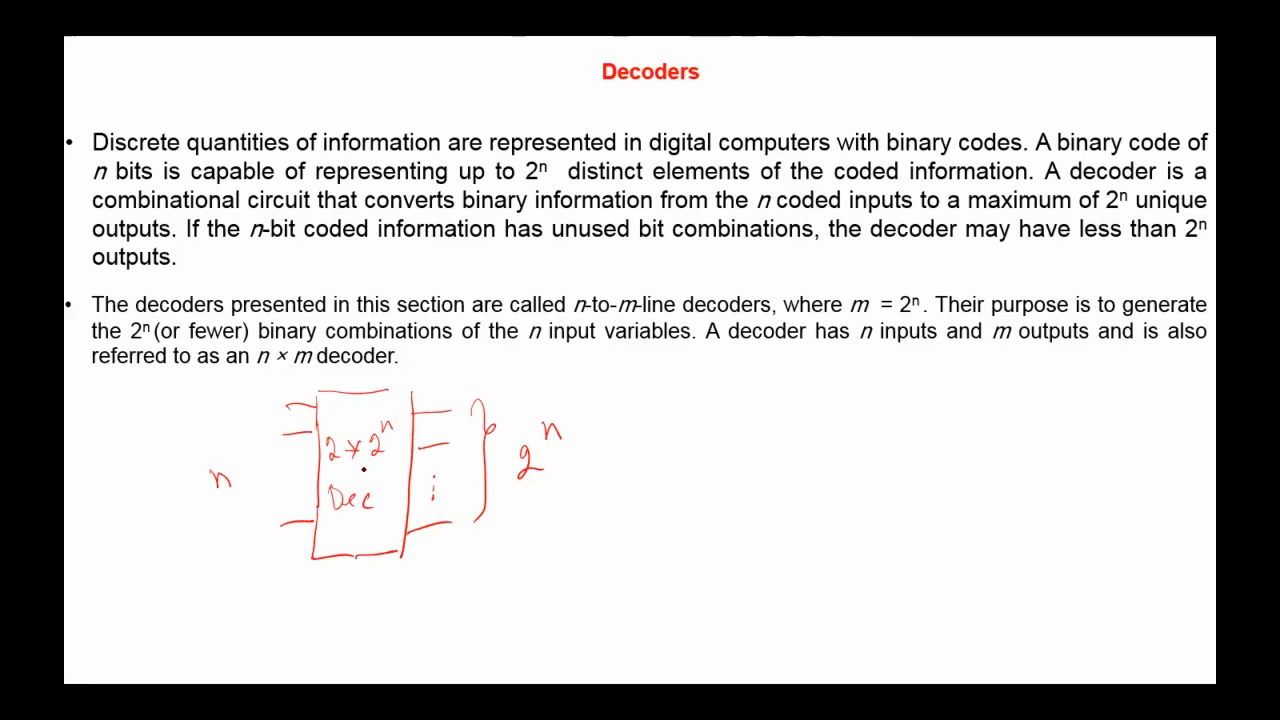 Decoders
• Discrete quantities of information are represented in digital computers with binary codes. A binary code of
n bits is capable of representing up to 2ⁿ distinct elements of the coded information. A decoder is a
combinational circuit that converts binary information from the n coded inputs to a maximum of 2ⁿ unique
outputs. If the n-bit coded information has unused bit combinations, the decoder may have less than 2ⁿ
outputs.
• The decoders presented in this section are called n-to-m-line decoders, where m = 2ⁿ. Their purpose is to generate
the 2ⁿ (or fewer) binary combinations of the n input variables. A decoder has n inputs and m outputs and is also
referred to as an n × m decoder.
2 × 2ⁿ
n
2ⁿ
Dec